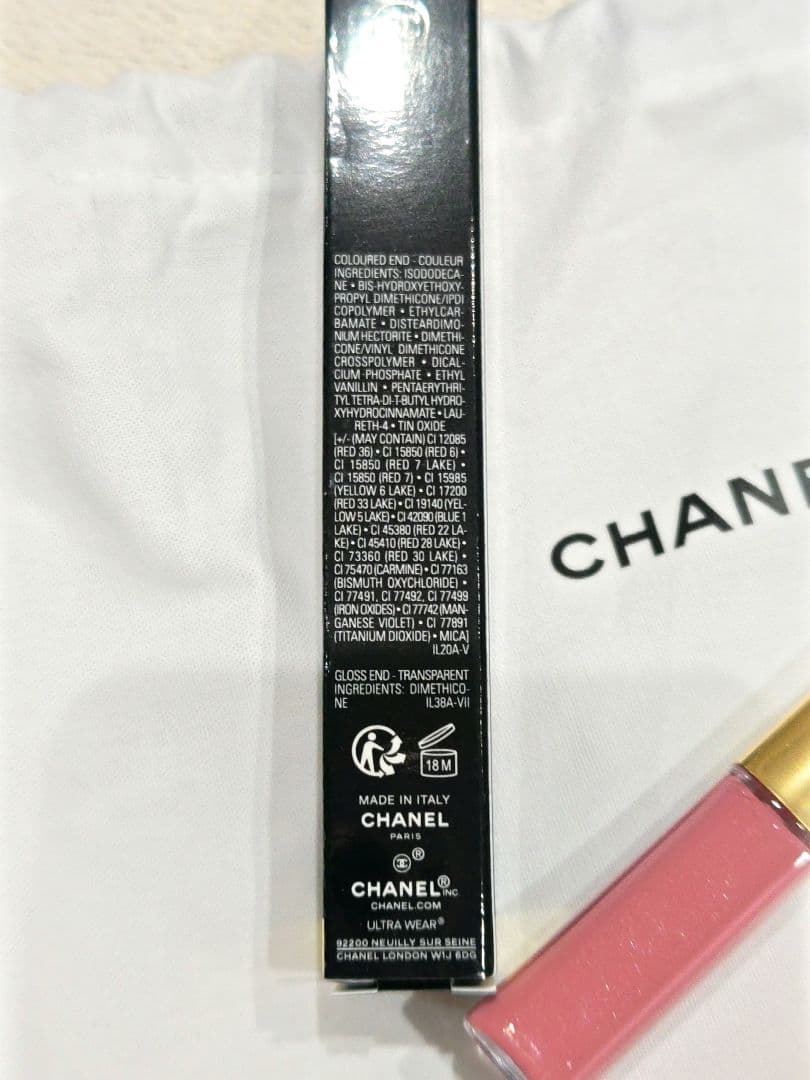 COLOURED END - COULEUR
INGREDIENTS: ISODODECA-
NE • BIS-HYDROXYETHOXY-
PROPYL DIMETHICONE/IPDI
COPOLYMER • ETHYLCAR-
BAMATE • DISTEARDIMO-
NIUM HECTORITE • DIMETHI-
CONE/VINYL DIMETHICONE
CROSSPOLYMER • DICAL-
CIUM PHOSPHATE • ETHYL
VANILLIN • PENTAERYTHRI-
TYL TETRA-DI-T-BUTYL HYDRO-
XYHYDROCINNAMATE • LAU-
RETH-4 • TIN OXIDE
[+/- (MAY CONTAIN) CI 12085
(RED 36) • CI 15850 (RED 6) •
CI 15850 (RED 7 LAKE) •
CI 15850 (RED 7) • CI 15985
(YELLOW 6 LAKE) • CI 17200
(RED 33 LAKE) • CI 19140 (YEL-
LOW 5 LAKE) • CI 42090 (BLUE 1
LAKE) • CI 45380 (RED 22 LA-
KE) • CI 45410 (RED 28 LAKE) •
CI 73360 (RED 30 LAKE) •
CI 75470 (CARMINE) • CI 77163
(BISMUTH OXYCHLORIDE) •
CI 77491, CI 77492, CI 77499
(IRON OXIDES) • CI 77742 (MAN-
GANESE VIOLET) • CI 77891
(TITANIUM DIOXIDE) • MICA]
IL20A-V
GLOSS END - TRANSPARENT
INGREDIENTS: DIMETHICO-
NE IL38A-VII
18 M
MADE IN ITALY
CHANEL
PARIS
®
CHANEL® INC.
CHANEL.COM
ULTRA WEAR®
92200 NEUILLY SUR SEINE
CHANEL LONDON W1J 6DG
CHANE